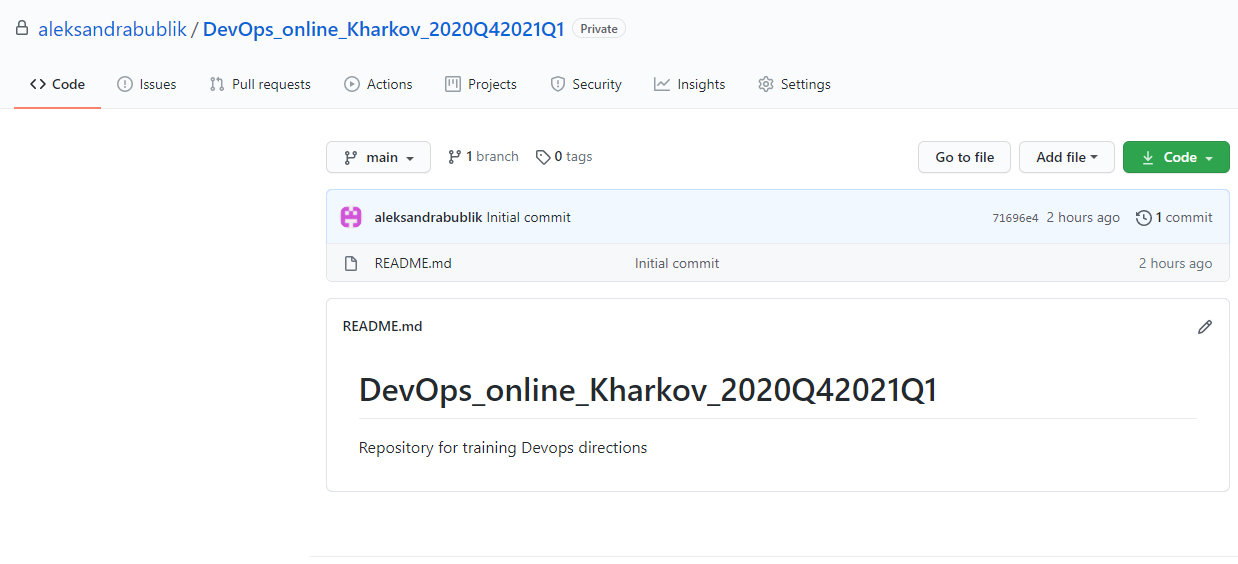 aleksandrabublik / DevOps_online_Kharkov_2020Q42021Q1 Private
Code Issues Pull requests Actions Projects Security Insights Settings
main 1 branch 0 tags Go to file Add file Code
aleksandrabublik Initial commit 71696e4 2 hours ago 1 commit
README.md Initial commit 2 hours ago
README.md
DevOps_online_Kharkov_2020Q42021Q1
Repository for training Devops directions